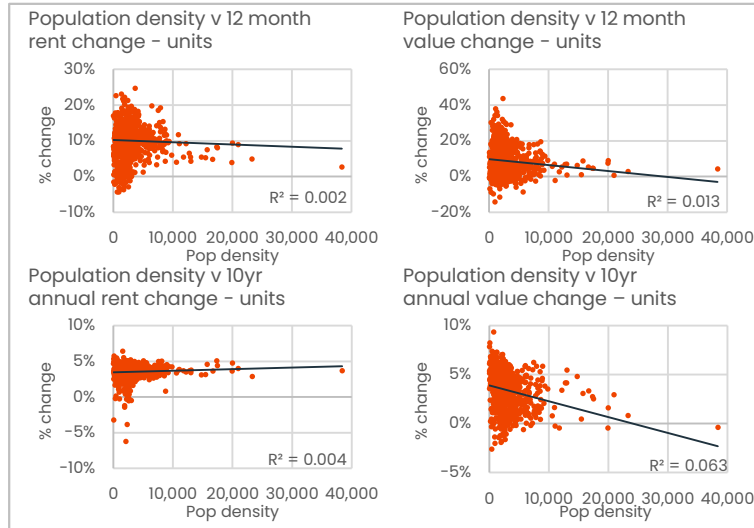 Population density v 12 month
rent change - units
30%
20%
10%
0%
-10%
% change
R² = 0.002
0 10,000 20,000 30,000 40,000
Pop density
Population density v 12 month
value change - units
60%
40%
20%
0%
-20%
% change
R² = 0.013
0 10,000 20,000 30,000 40,000
Pop density
Population density v 10yr
annual rent change - units
10%
5%
0%
-5%
-10%
% change
R² = 0.004
0 10,000 20,000 30,000 40,000
Pop density
Population density v 10yr
annual value change – units
10%
5%
0%
-5%
% change
R² = 0.063
0 10,000 20,000 30,000 40,000
Pop density